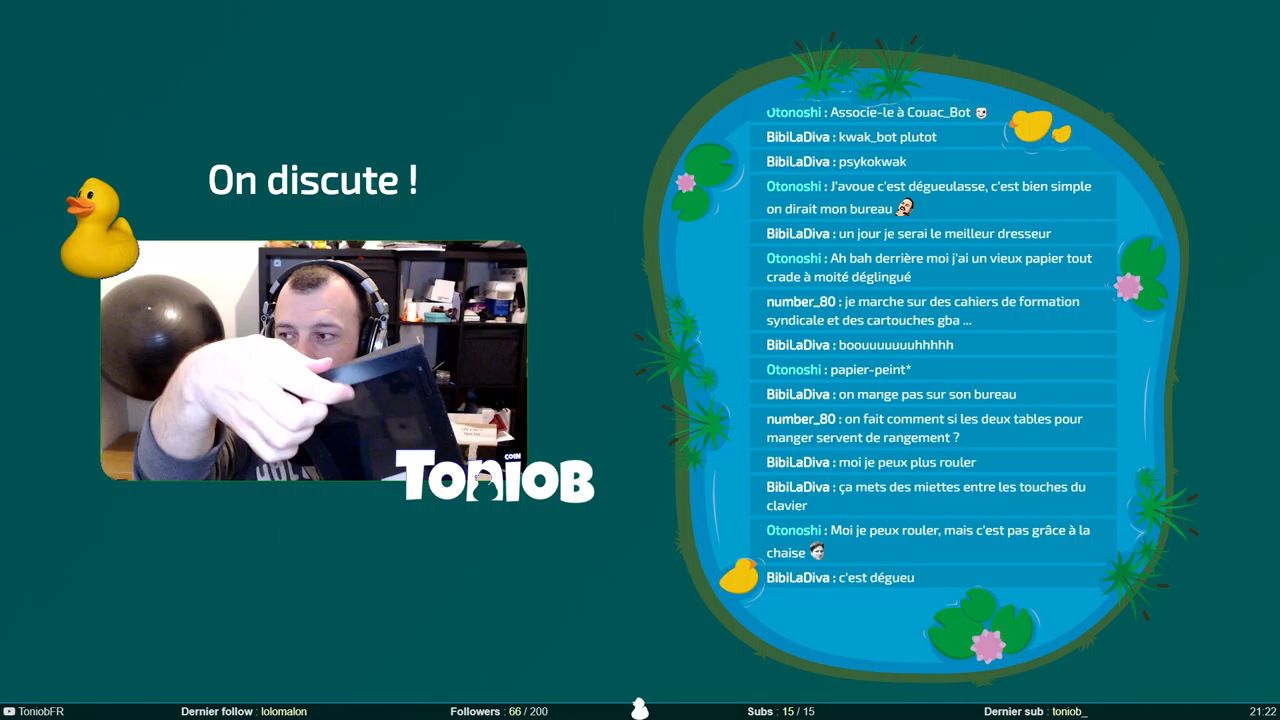 On discute !
COIN
TONIOB
Otonoshi : Associe-le à Couac_Bot
BibiLaDiva : kwak_bot plutot
BibiLaDiva : psykokwak
Otonoshi : J'avoue c'est dégueulasse, c'est bien simple
on dirait mon bureau
BibiLaDiva : un jour je serai le meilleur dresseur
Otonoshi : Ah bah derrière moi j'ai un vieux papier tout
crade à moité déglingué
number_80 : je marche sur des cahiers de formation
syndicale et des cartouches gba ...
BibiLaDiva : boouuuuuuuhhhhh
Otonoshi : papier-peint*
BibiLaDiva : on mange pas sur son bureau
number_80 : on fait comment si les deux tables pour
manger servent de rangement ?
BibiLaDiva : moi je peux plus rouler
BibiLaDiva : ça mets des miettes entre les touches du
clavier
Otonoshi : Moi je peux rouler, mais c'est pas grâce à la
chaise
BibiLaDiva : c'est dégueu
ToniobFR
Dernier follow : lolomalon
Followers : 66 / 200
Subs : 15 / 15
Dernier sub : toniob_
21:22